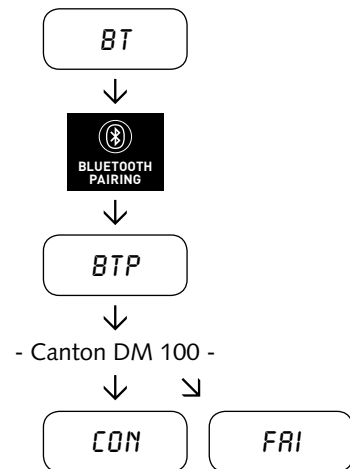 BT
BLUETOOTH
PAIRING
BTP
- Canton DM 100 -
CON FAI